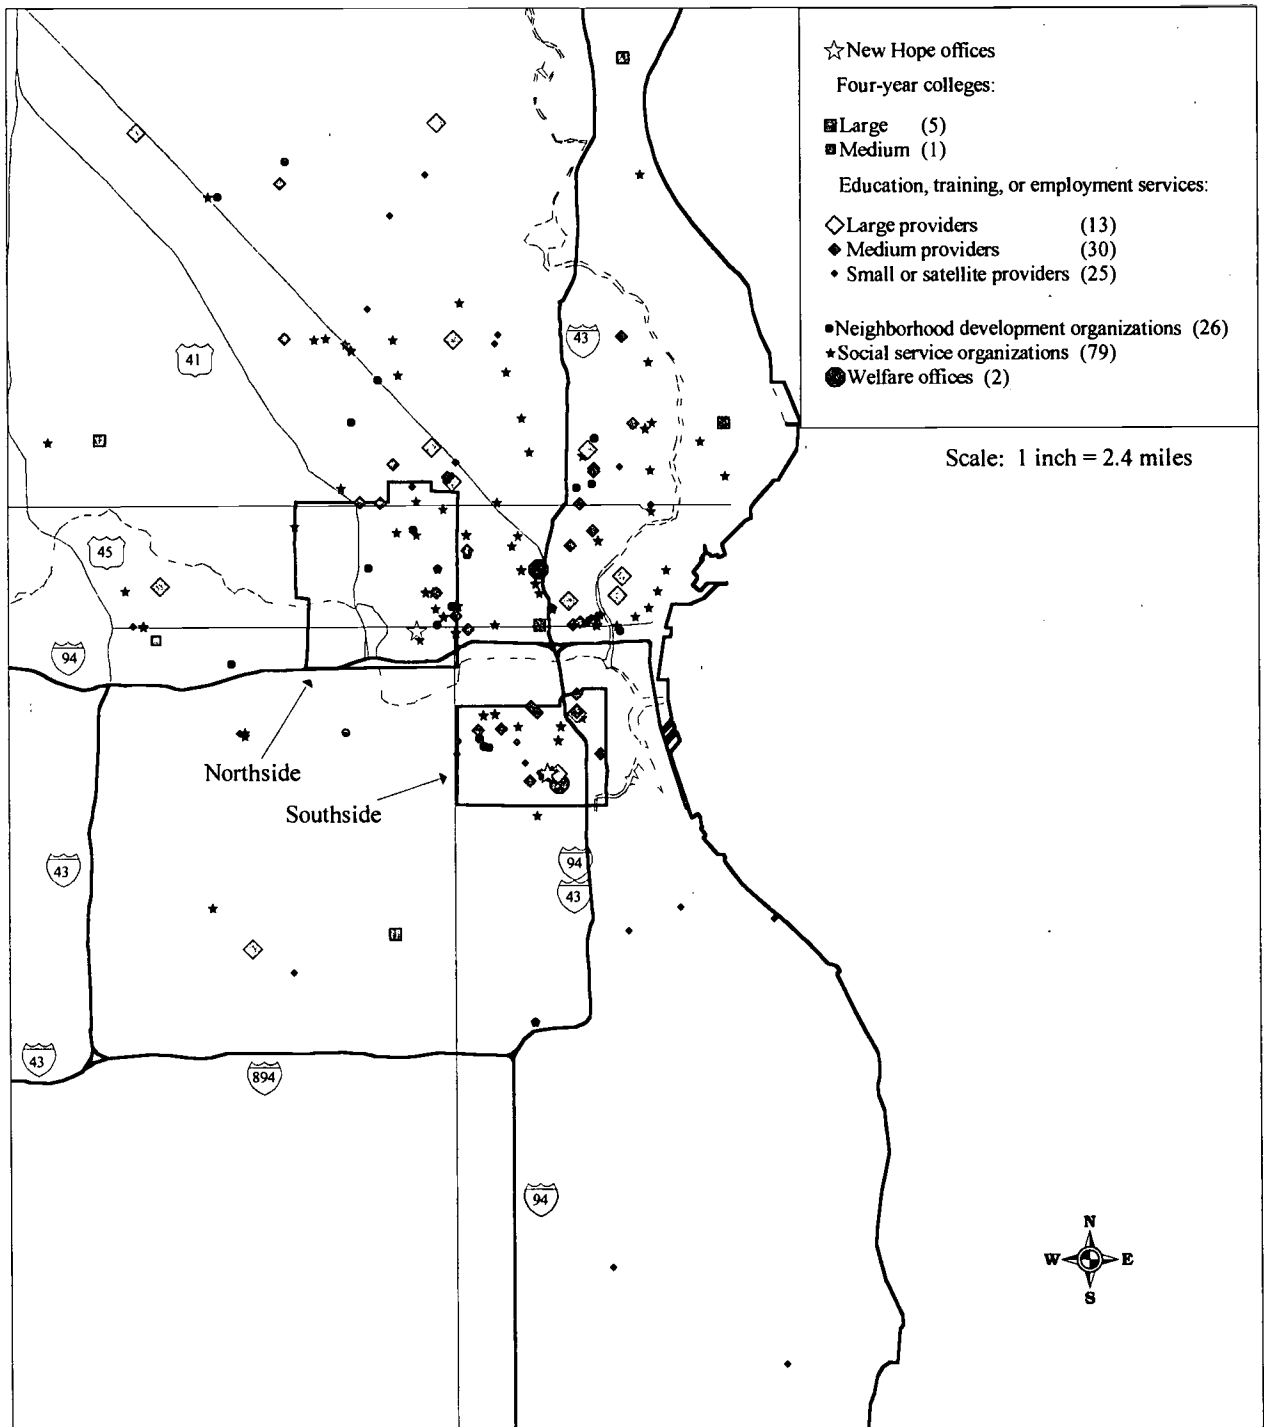 New Hope offices
Four-year colleges:
Large (5)
Medium (1)
Education, training, or employment services:
Large providers (13)
Medium providers (30)
Small or satellite providers (25)
Neighborhood development organizations (26)
Social service organizations (79)
Welfare offices (2)
Scale: 1 inch = 2.4 miles
43
41
45
94
Northside
Southside
43
94
43
43
894
94
N
W E
S